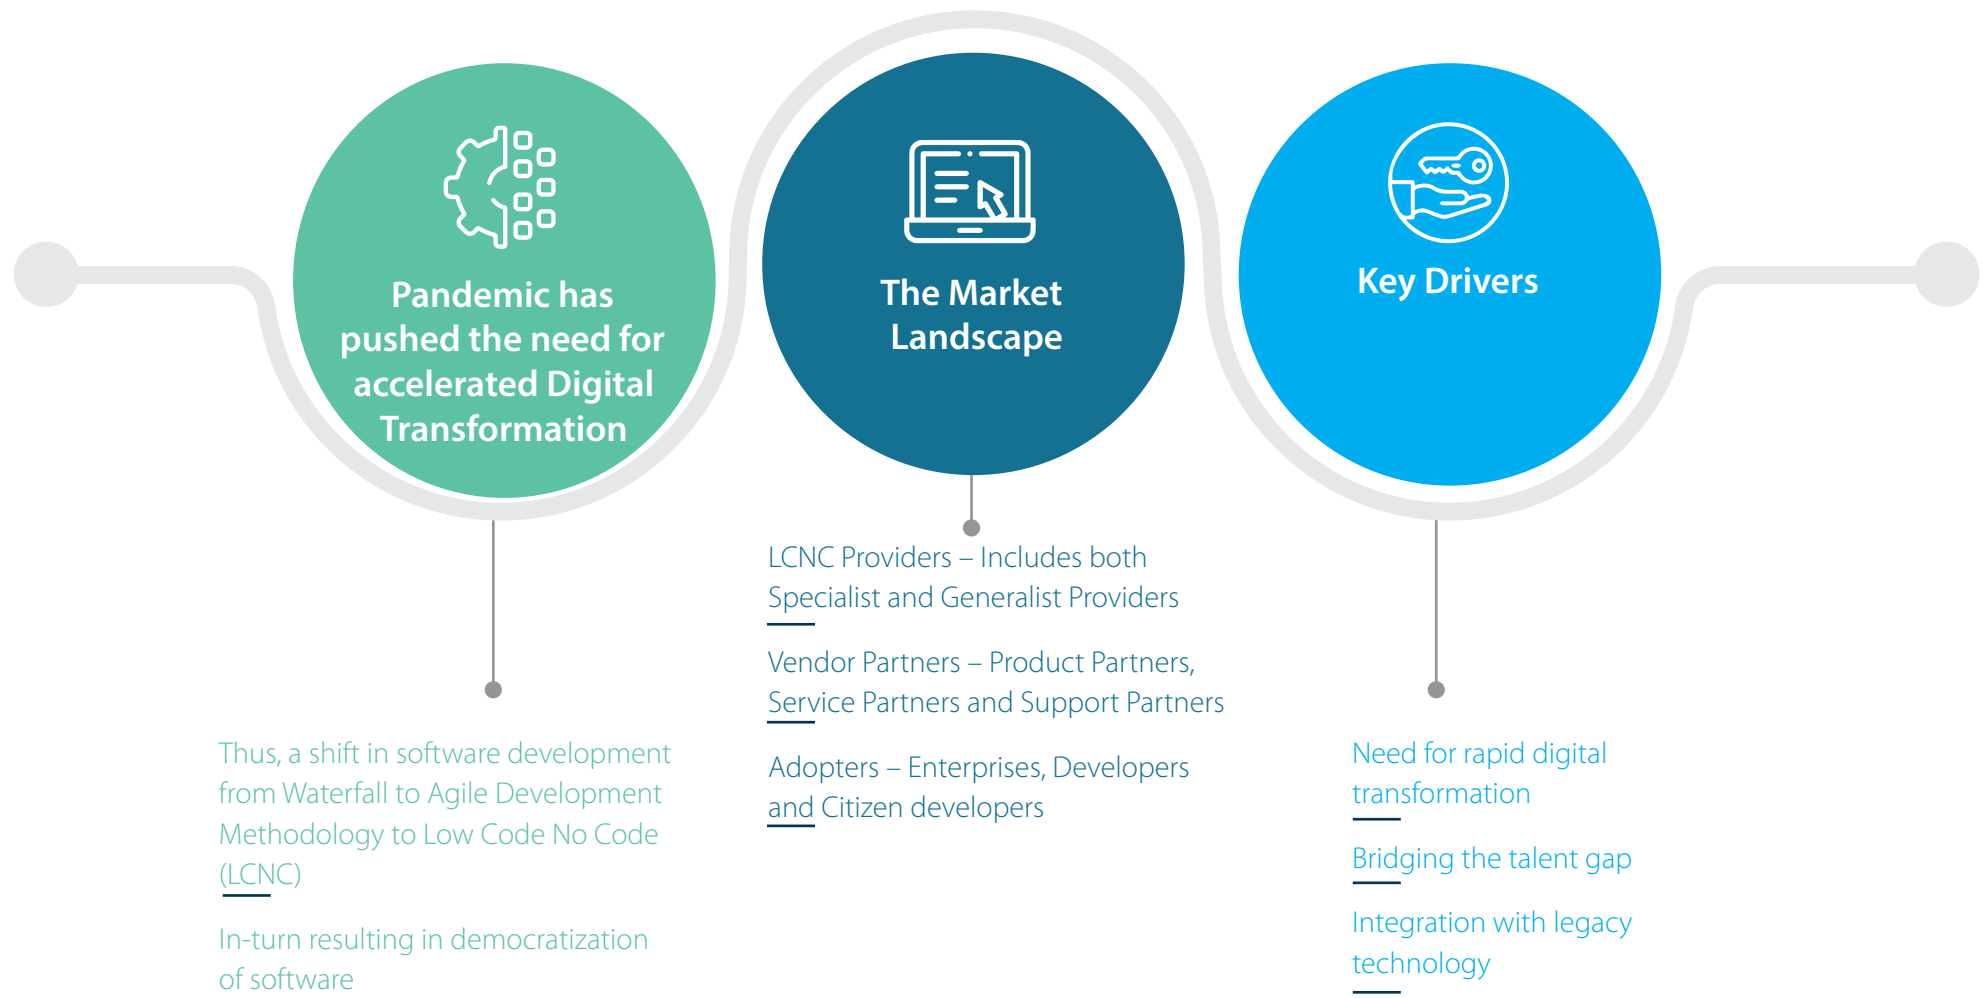 Pandemic has
pushed the need for
accelerated Digital
Transformation
The Market
Landscape
Key Drivers
Thus, a shift in software development
from Waterfall to Agile Development
Methodology to Low Code No Code
(LCNC)
In-turn resulting in democratization
of software
LCNC Providers – Includes both
Specialist and Generalist Providers
Vendor Partners – Product Partners,
Service Partners and Support Partners
Adopters – Enterprises, Developers
and Citizen developers
Need for rapid digital
transformation
Bridging the talent gap
Integration with legacy
technology